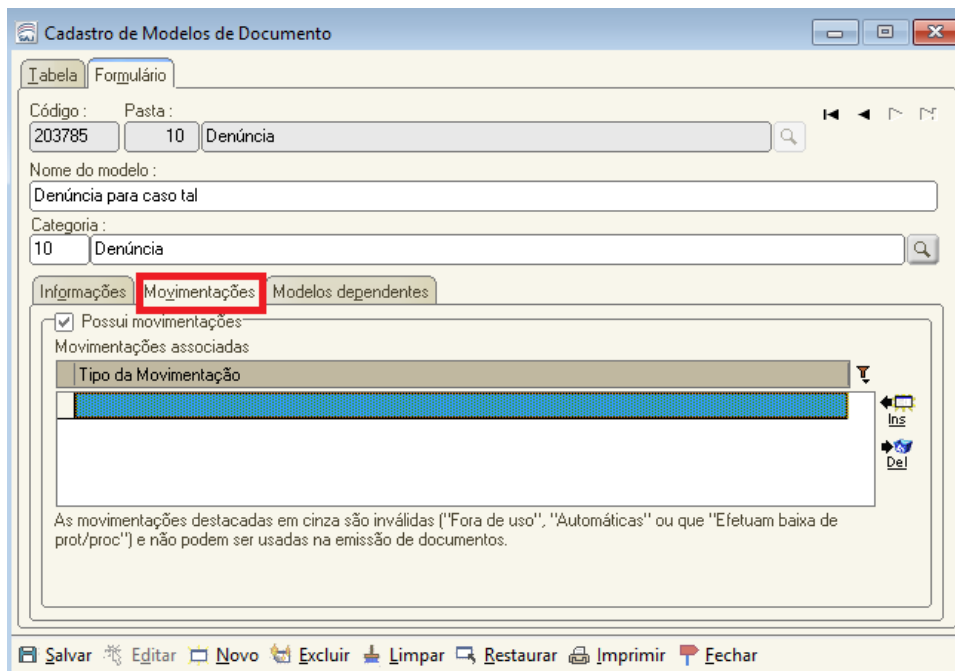 Cadastro de Modelos de Documento
Tabela Formulário
Código : Pasta :
203785 10 Denúncia
Nome do modelo :
Denúncia para caso tal
Categoria :
10 Denúncia
Informações Movimentações Modelos dependentes
Possui movimentações
Movimentações associadas
Tipo da Movimentação
Ins
Del
As movimentações destacadas em cinza são inválidas ("Fora de uso", "Automáticas" ou que "Efetuam baixa de
prot/proc") e não podem ser usadas na emissão de documentos.
Salvar Editar Novo Excluir Limpar Restaurar Imprimir Fechar